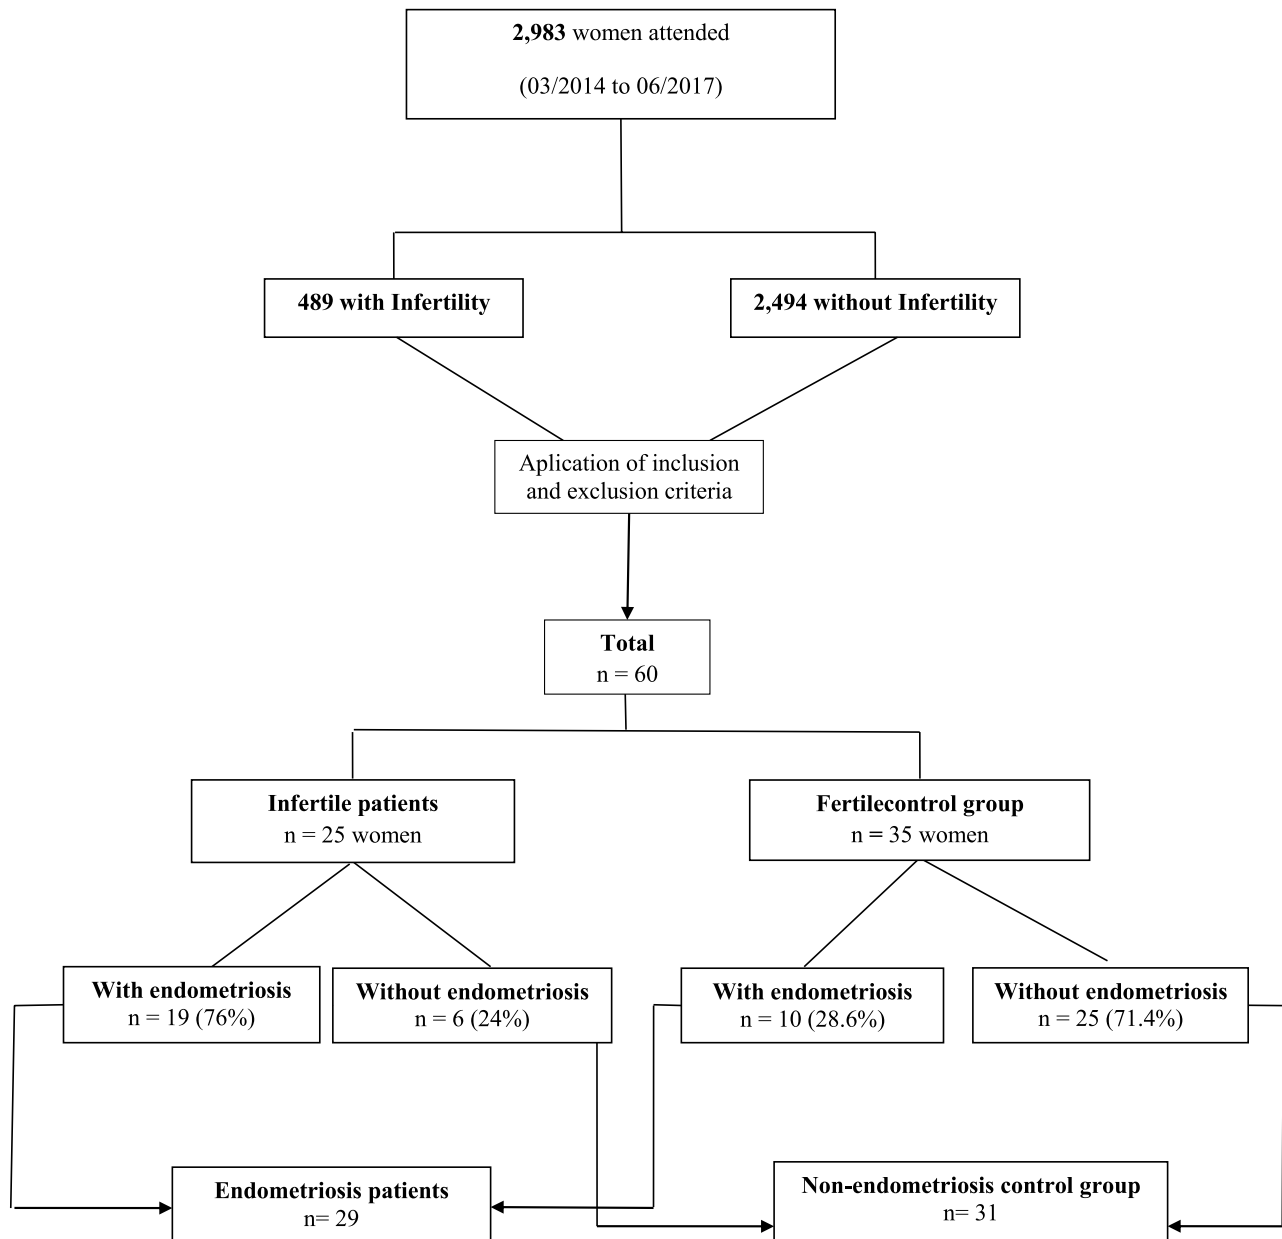 2,983 women attended
(03/2014 to 06/2017)
489 with Infertility
2,494 without Infertility
Aplication of inclusion
and exclusion criteria
Total
n = 60
Infertile patients
n = 25 women
Fertilecontrol group
n = 35 women
With endometriosis
n = 19 (76%)
Without endometriosis
n = 6 (24%)
With endometriosis
n = 10 (28.6%)
Without endometriosis
n = 25 (71.4%)
Endometriosis patients
n= 29
Non-endometriosis control group
n= 31